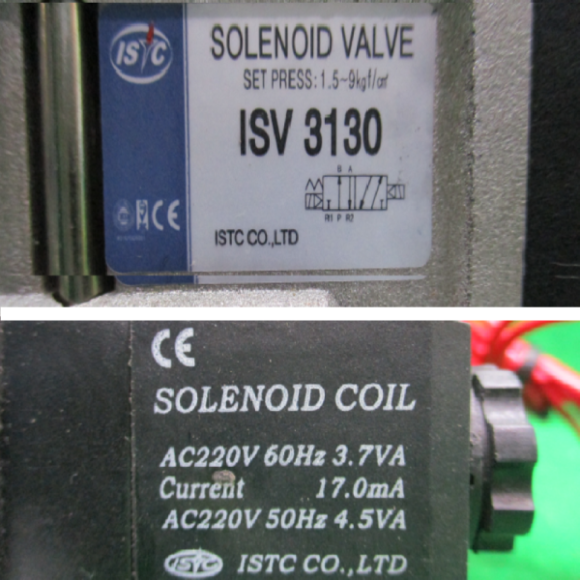 ISTC
SOLENOID VALVE
SET PRESS: 1.5~9kgf/㎠
ISV 3130
B A
R1 P R2
CE
ISTC CO.,LTD
CE
SOLENOID COIL
AC220V 60Hz 3.7VA
Current 17.0mA
AC220V 50Hz 4.5VA
ISTC ISTC CO.,LTD